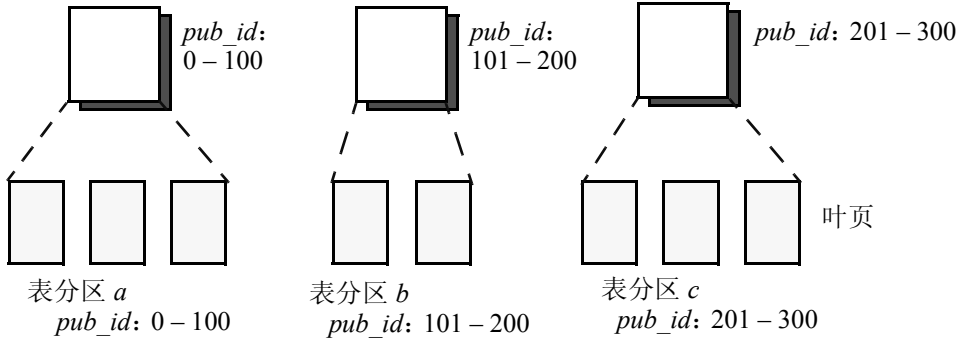 pub_id:
0 – 100
pub_id:
101 – 200
pub_id: 201 – 300
叶页
表分区 a
pub_id: 0 – 100
表分区 b
pub_id: 101 – 200
表分区 c
pub_id: 201 – 300